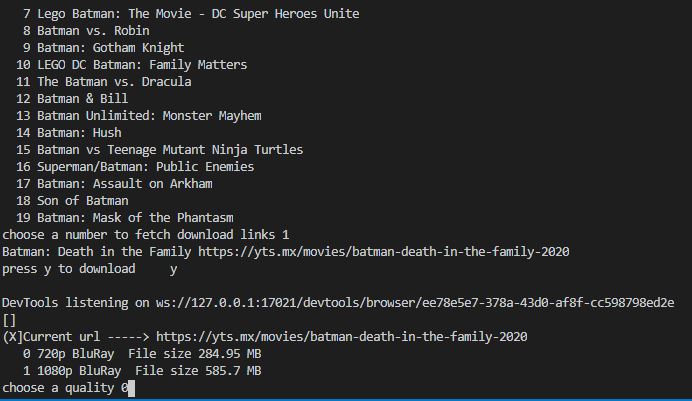 7 Lego Batman: The Movie - DC Super Heroes Unite
8 Batman vs. Robin
9 Batman: Gotham Knight
10 LEGO DC Batman: Family Matters
11 The Batman vs. Dracula
12 Batman & Bill
13 Batman Unlimited: Monster Mayhem
14 Batman: Hush
15 Batman vs Teenage Mutant Ninja Turtles
16 Superman/Batman: Public Enemies
17 Batman: Assault on Arkham
18 Son of Batman
19 Batman: Mask of the Phantasm
choose a number to fetch download links 1
Batman: Death in the Family https://yts.mx/movies/batman-death-in-the-family-2020
press y to download     y
DevTools listening on ws://127.0.0.1:17021/devtools/browser/ee78e5e7-378a-43d0-af8f-cc598798ed2e
[]
(X]Current url -----> https://yts.mx/movies/batman-death-in-the-family-2020
0 720p BluRay  File size 284.95 MB
1 1080p BluRay  File size 585.7 MB
choose a quality 0